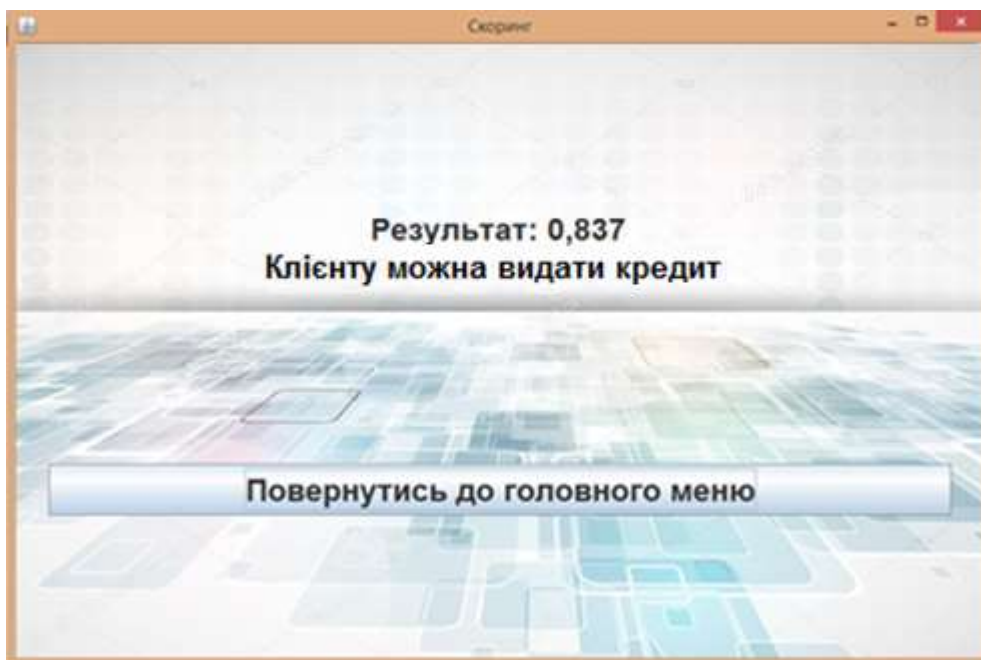 Скоринг
Результат: 0,837
Клієнту можна видати кредит
Повернутись до головного меню